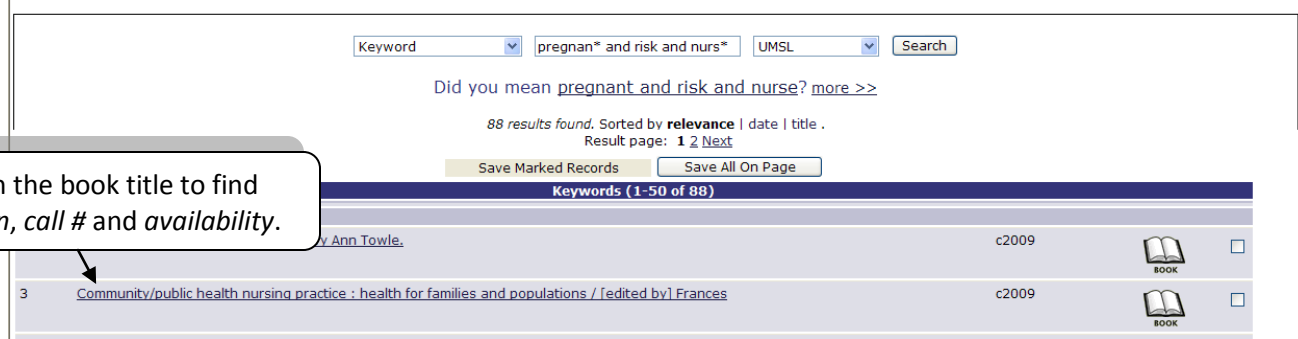 Keyword pregnan* and risk and nurs* UMSL Search
Did you mean pregnant and risk and nurse? more >>
88 results found. Sorted by relevance | date | title .
Result page: 1 2 Next
Save Marked Records Save All On Page
Keywords (1-50 of 88)
the book title to find
call # and availability.
Ann Towle. c2009
BOOK
3 Community/public health nursing practice : health for families and populations / [edited by] Frances c2009
BOOK